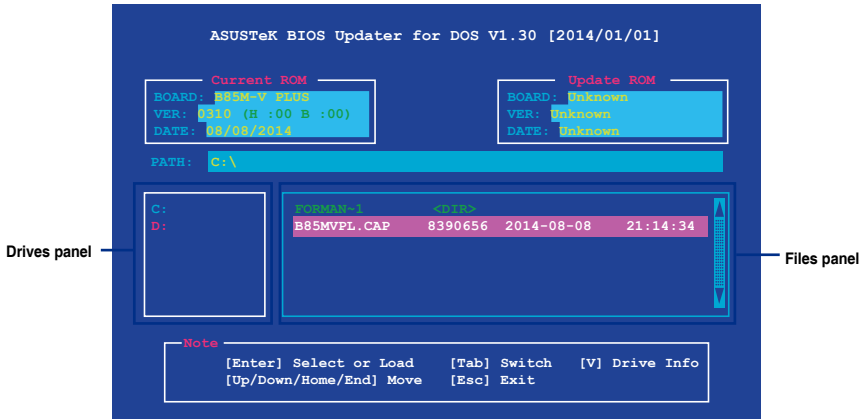 ASUSTeK BIOS Updater for DOS V1.30 [2014/01/01]
Current ROM
BOARD: B85M-V PLUS
VER: 0310 (H :00 B :00)
DATE: 08/08/2014
Update ROM
BOARD: Unknown
VER: Unknown
DATE: Unknown
PATH: C:\
C:
D:
FORMAN~1 <DIR>
B85MVPL.CAP 8390656 2014-08-08 21:14:34
Drives panel
Files panel
Note
[Enter] Select or Load [Tab] Switch [V] Drive Info
[Up/Down/Home/End] Move [Esc] Exit